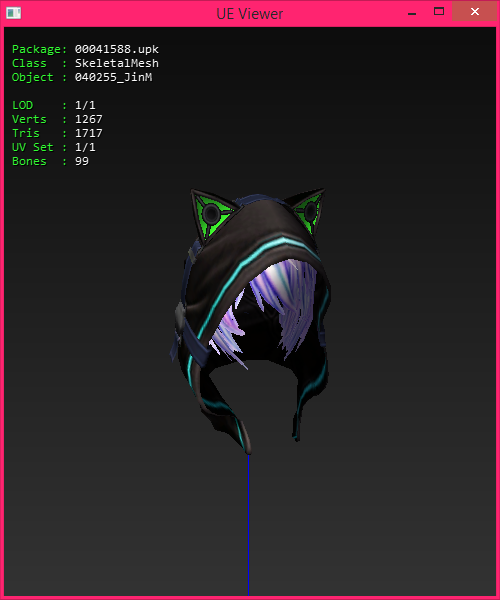 UE Viewer
Package: 00041588.upk
Class : SkeletalMesh
Object : 040255_JinM
LOD : 1/1
Verts : 1267
Tris : 1717
UV Set : 1/1
Bones : 99